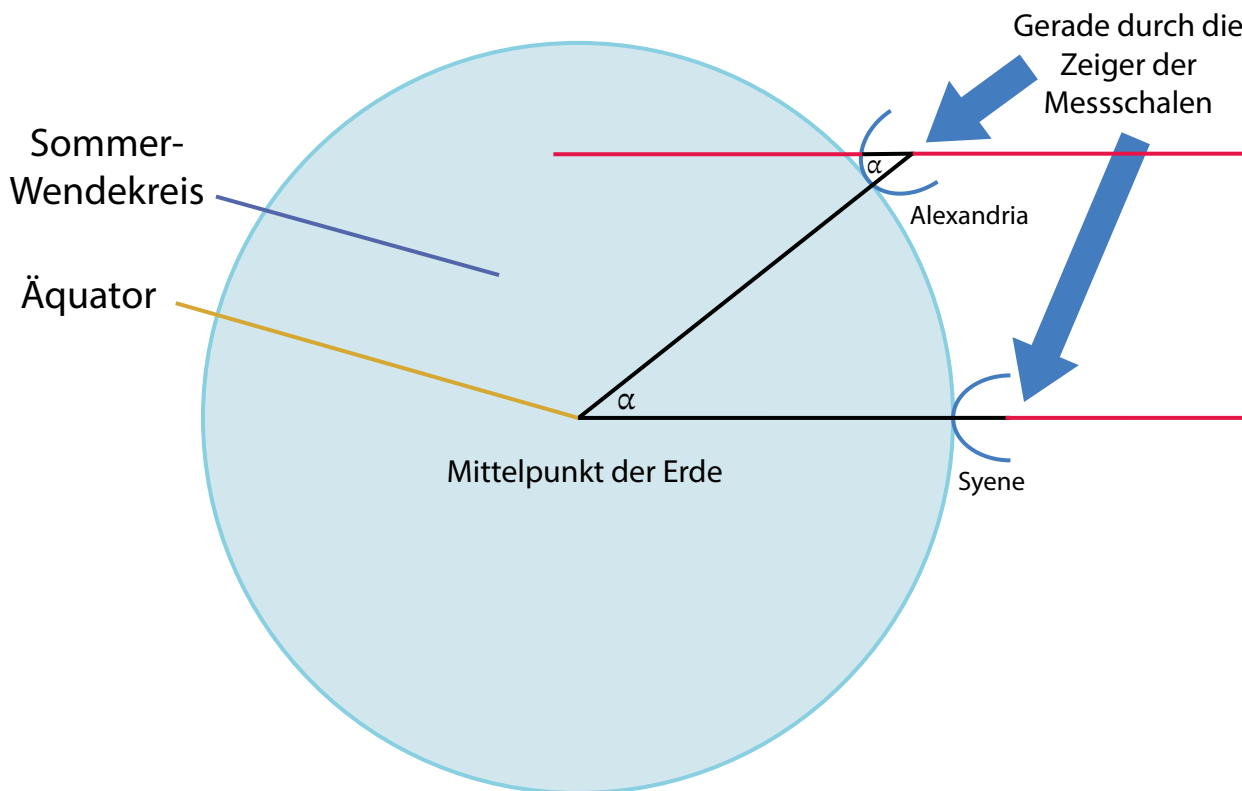 Gerade durch die
Zeiger der
Messschalen
Sommer-
Wendekreis
α
Alexandria
Äquator
α
Mittelpunkt der Erde
Syene